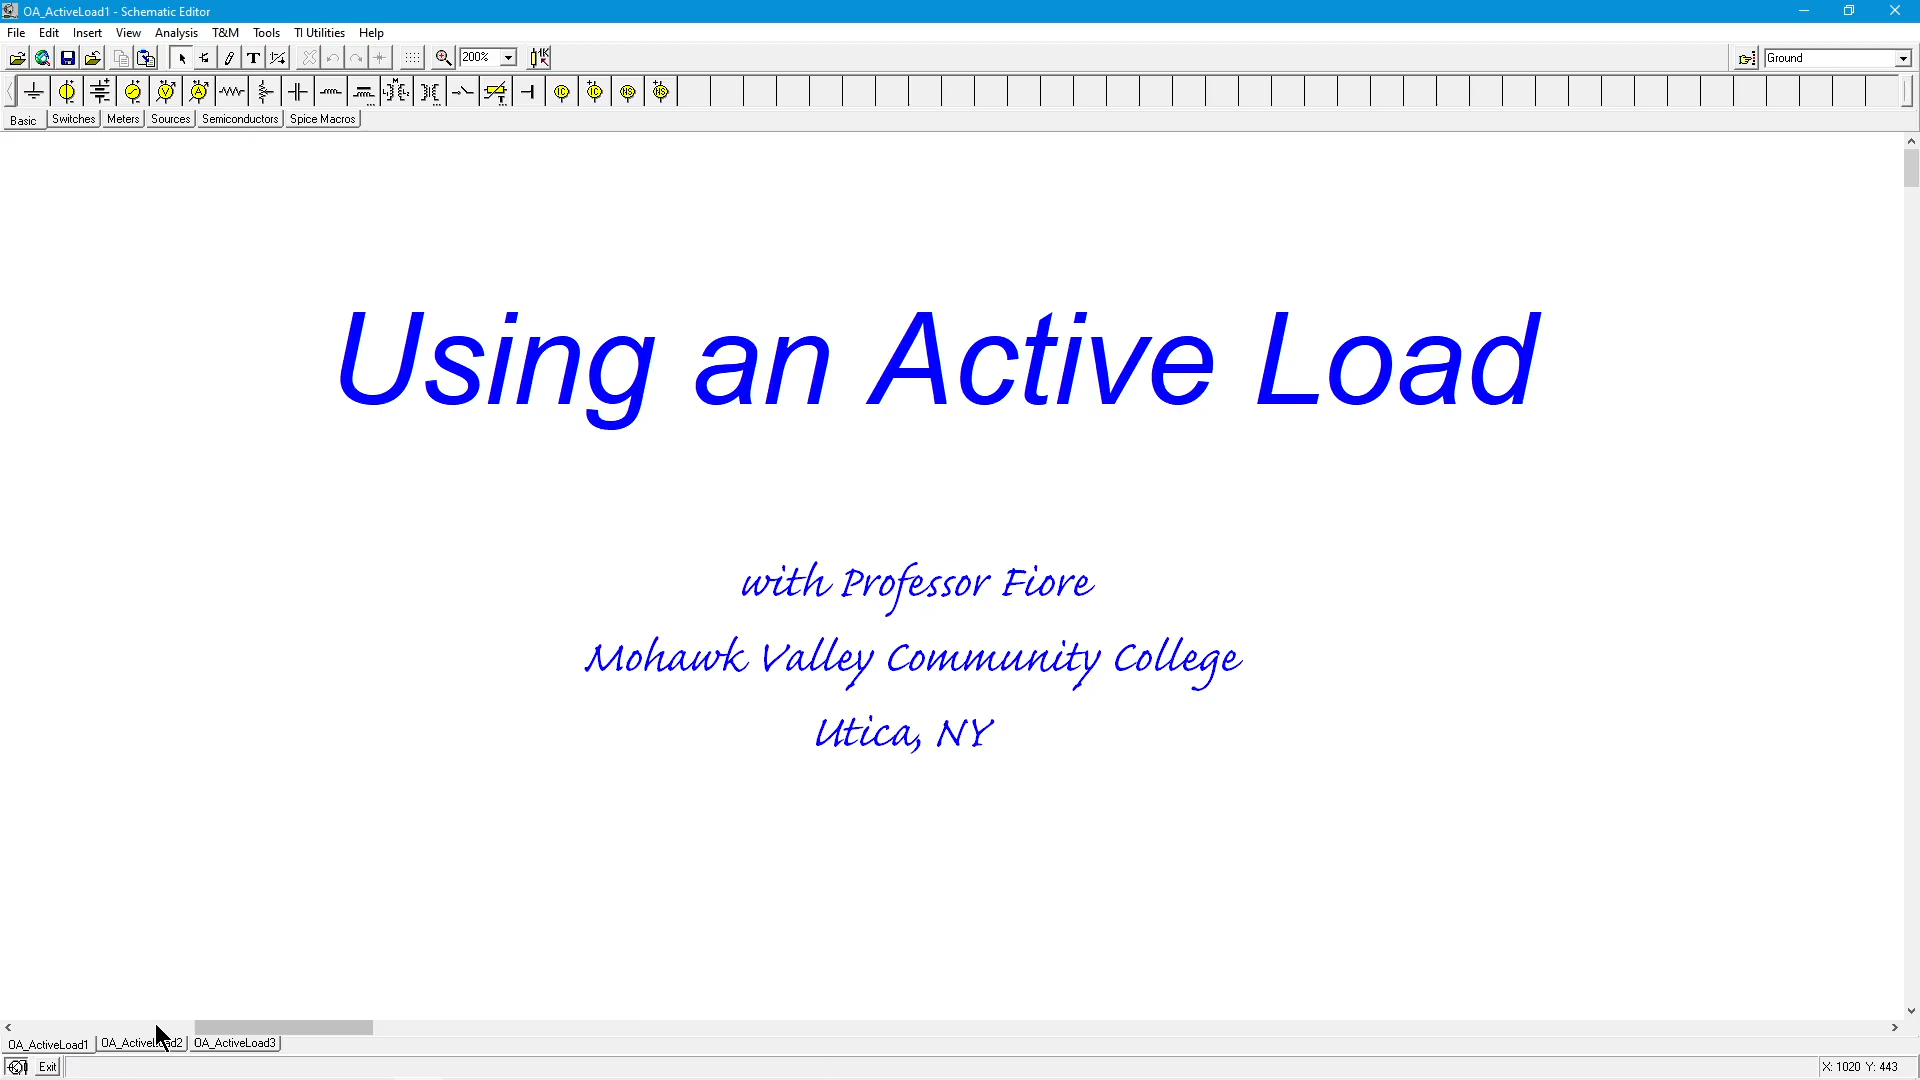 OA_ActiveLoad1 - Schematic Editor
File Edit Insert View Analysis T&M Tools TI Utilities Help
200% 1K Ground
Basic Switches Meters Sources Semiconductors Spice Macros
Using an Active Load
with Professor Fiore
Mohawk Valley Community College
Utica, NY
OA_ActiveLoad1 OA_ActiveLoad2 OA_ActiveLoad3
Exit X: 1020 Y: 443